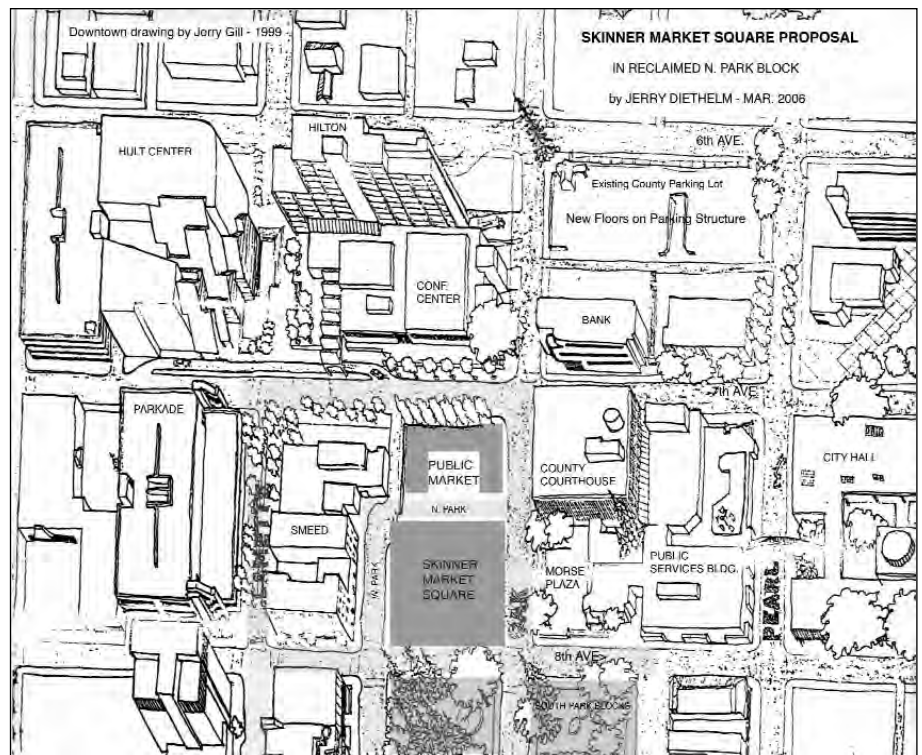 Downtown drawing by Jerry Gill - 1999
SKINNER MARKET SQUARE PROPOSAL
IN RECLAIMED N. PARK BLOCK
by JERRY DIETHELM - MAR. 2006
HILTON
6th AVE.
HULT CENTER
Existing County Parking Lot
New Floors on Parking Structure
CONF.
CENTER
BANK
7th AVE
PARKADE
PUBLIC
MARKET
COUNTY
COURTHOUSE
CITY HALL
N. PARK
SMEED
W. PARK
SKINNER
MARKET
SQUARE
OAK
MORSE
PLAZA
PUBLIC
SERVICES BLDG.
PEARL
8th AVE
SOUTH PARK BLOCKS